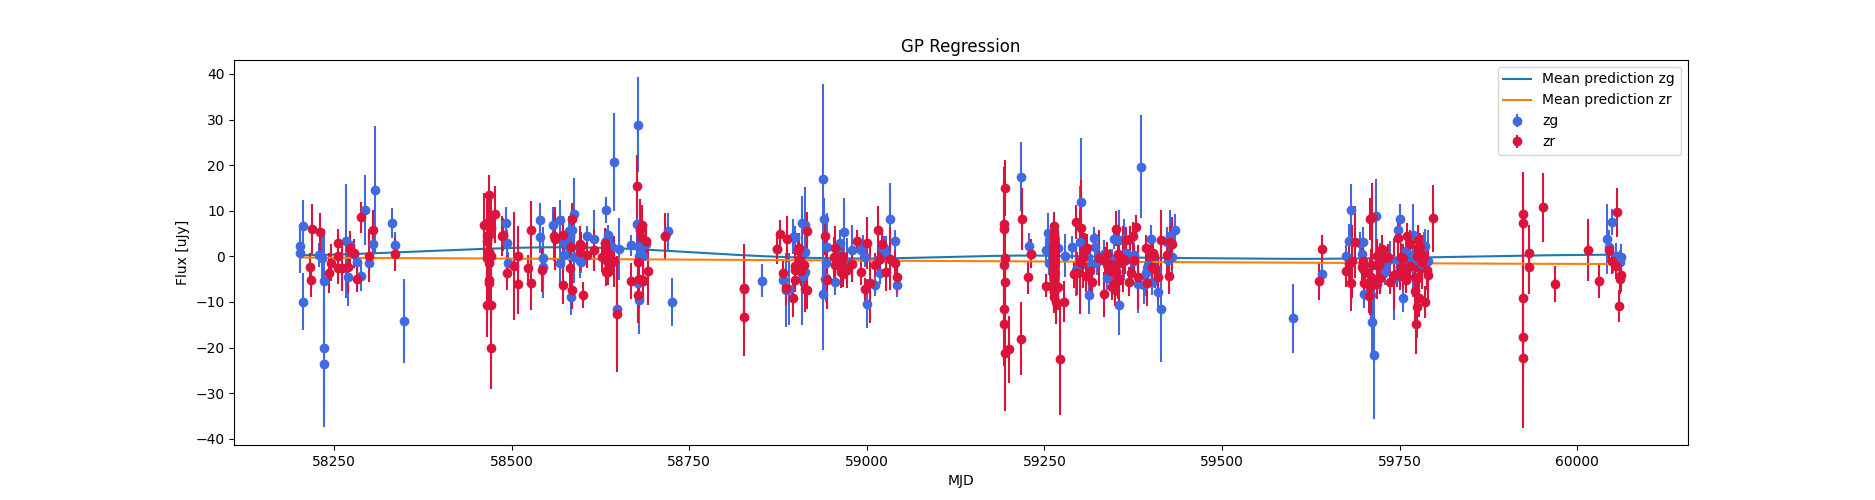 GP Regression
Flux [uJy]
40
30
20
10
0
−10
−20
−30
−40
Mean prediction zg
Mean prediction zr
zg
zr
58250
58500
58750
59000
59250
59500
59750
60000
MJD